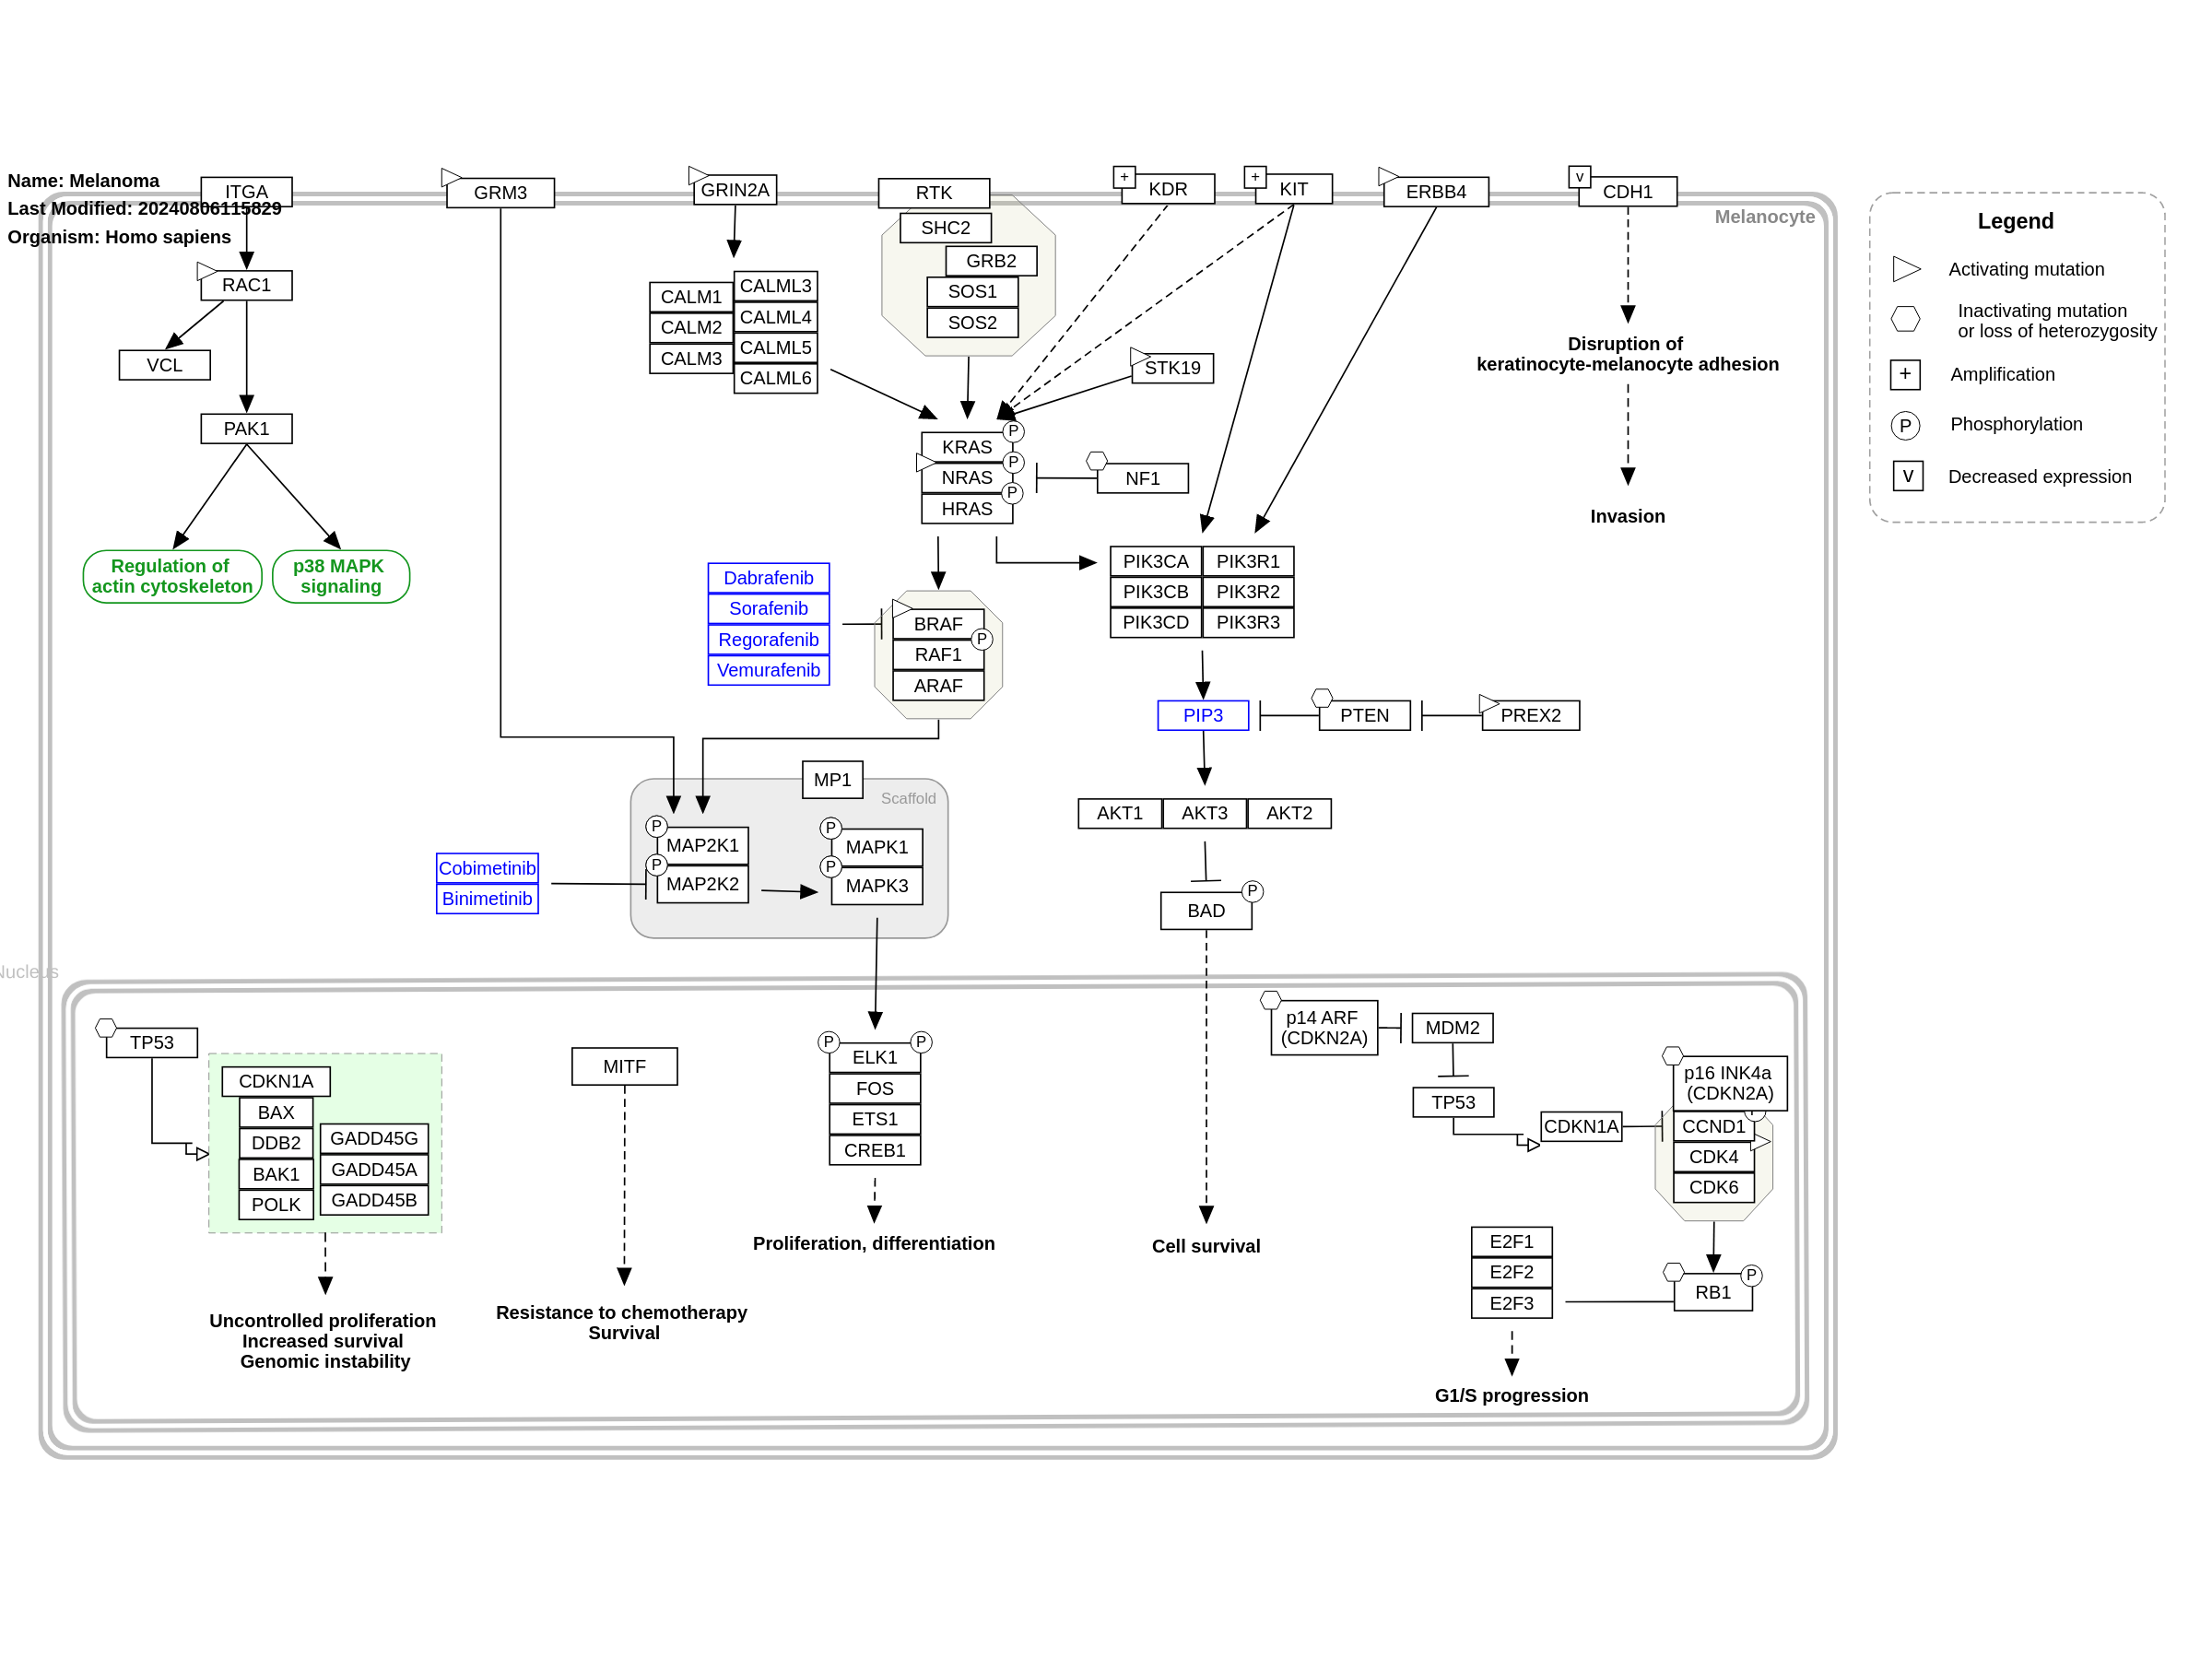 Name: Melanoma
Last Modified: 20240806115829
Organism: Homo sapiens
ITGA
GRM3
GRIN2A
RTK
+
KDR
+
KIT
ERBB4
v
CDH1
Melanocyte
SHC2
GRB2
SOS1
SOS2
RAC1
VCL
PAK1
Regulation of
actin cytoskeleton
p38 MAPK
signaling
CALM1
CALM2
CALM3
CALML3
CALML4
CALML5
CALML6
STK19
KRAS
P
NRAS
P
HRAS
P
NF1
Disruption of
keratinocyte-melanocyte adhesion
Invasion
Legend
Activating mutation
Inactivating mutation
or loss of heterozygosity
+
Amplification
P
Phosphorylation
v
Decreased expression
Dabrafenib
Sorafenib
Regorafenib
Vemurafenib
BRAF
P
RAF1
ARAF
PIK3CA
PIK3R1
PIK3CB
PIK3R2
PIK3CD
PIK3R3
PIP3
PTEN
PREX2
MP1
Scaffold
P
MAP2K1
P
MAP2K2
P
MAPK1
P
MAPK3
Cobimetinib
Binimetinib
AKT1
AKT3
AKT2
BAD
P
Nucleus
TP53
CDKN1A
BAX
DDB2
BAK1
POLK
GADD45G
GADD45A
GADD45B
Uncontrolled proliferation
Increased survival
Genomic instability
MITF
Resistance to chemotherapy
Survival
P
P
ELK1
FOS
ETS1
CREB1
Proliferation, differentiation
Cell survival
p14 ARF
(CDKN2A)
MDM2
TP53
CDKN1A
p16 INK4a
(CDKN2A)
CCND1
CDK4
CDK6
E2F1
E2F2
E2F3
RB1
P
G1/S progression